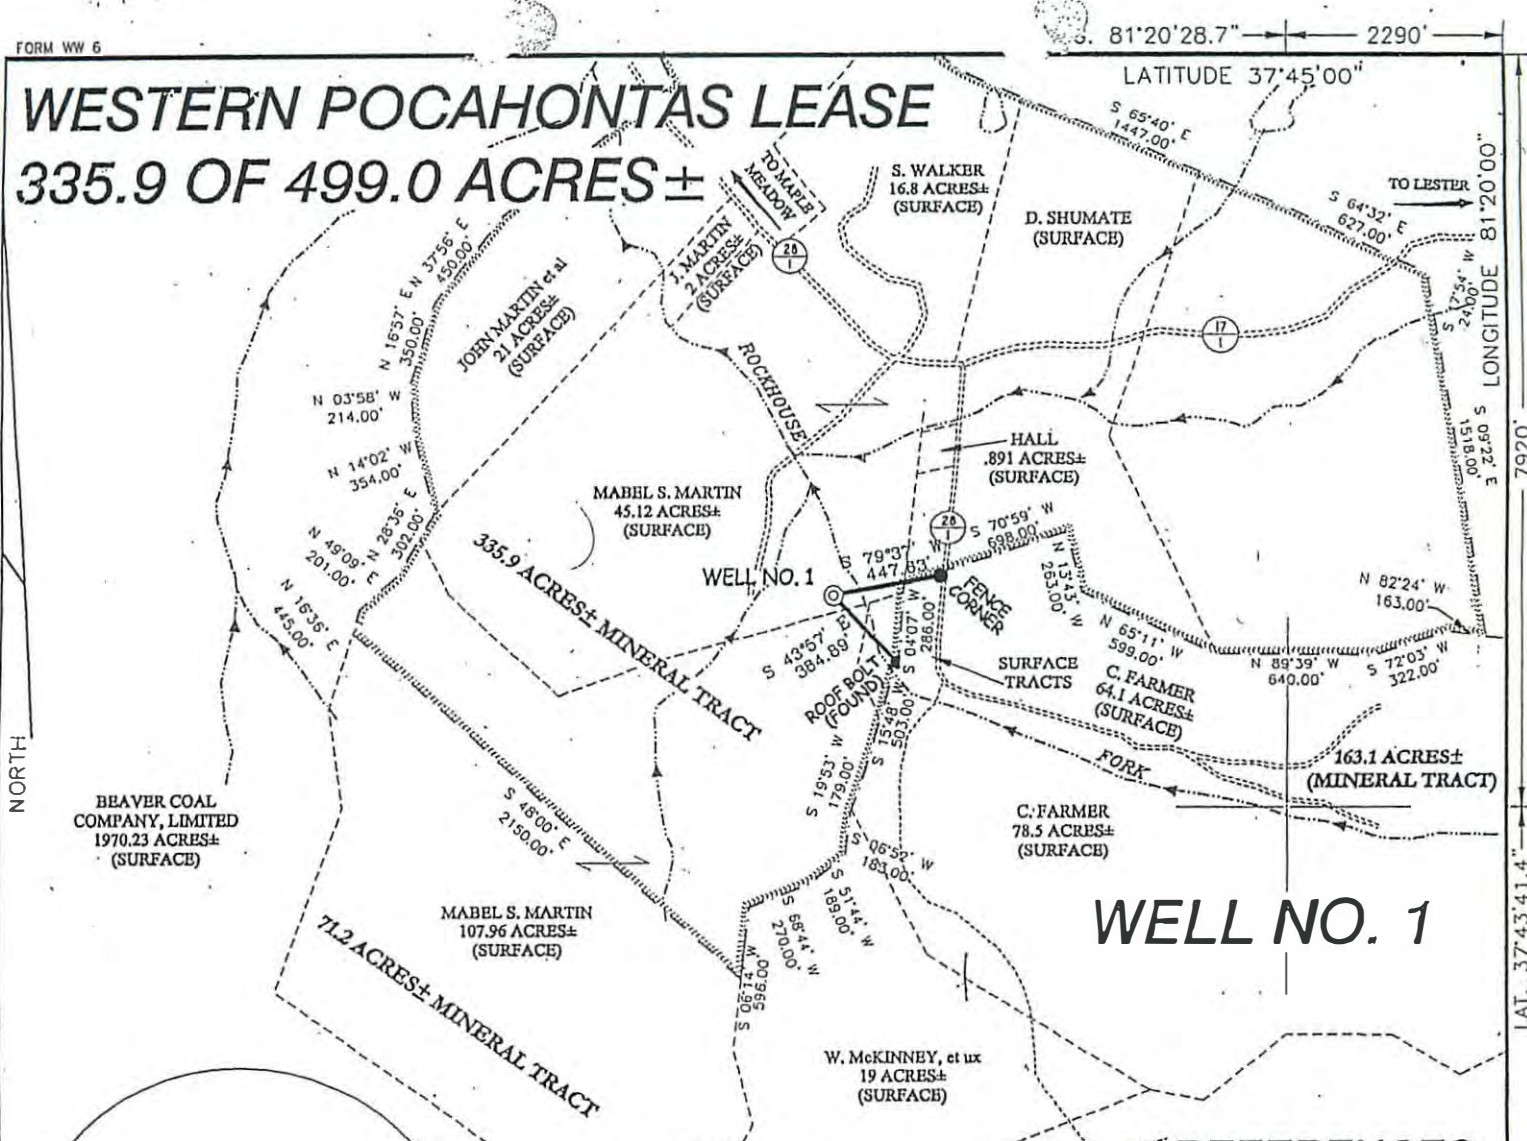 FORM WW 6
S. 81°20'28.7"
2290'
LATITUDE 37°45'00"
WESTERN POCAHONTAS LEASE
335.9 OF 499.0 ACRES±
S 65°40' E
1447.00'
TO MAPLE
MEADOW
S. WALKER
16.8 ACRES±
(SURFACE)
D. SHUMATE
(SURFACE)
TO LESTER
S 64°32' E
627.00'
LONGITUDE 81°20'00"
J. MARTIN
2 ACRES±
(SURFACE)
28
1
N 37°56' E
450.00'
JOHN MARTIN et al
21 ACRES±
(SURFACE)
N 16°57' E
350.00'
S 17°54' W
24.00'
17
1
N 03°58' W
214.00'
ROCKHOUSE
N 14°02' W
354.00'
HALL
.891 ACRES±
(SURFACE)
S 09°22' E
1518.00'
7920'
MABEL S. MARTIN
45.12 ACRES±
(SURFACE)
N 28°36' E
302.00'
N 49°09' E
201.00'
28
1
S 70°59' W
698.00'
335.9 ACRES± MINERAL TRACT
S 79°37' W
447.83'
WELL NO. 1
FENCE
CORNER
N 13°43' W
263.00'
N 82°24' W
163.00'
N 16°36' E
445.00'
S 43°57' E
384.89'
S 04°07' W
286.00'
N 65°11' W
599.00'
SURFACE
TRACTS
N 89°39' W
640.00'
S 72°03' W
322.00'
ROOF BOLT
(FOUND)
C. FARMER
64.1 ACRES±
(SURFACE)
S 15°48' W
503.00'
NORTH
S 19°53' W
179.00'
FORK
163.1 ACRES±
(MINERAL TRACT)
BEAVER COAL
COMPANY, LIMITED
1970.23 ACRES±
(SURFACE)
S 48°00' E
2150.00'
C. FARMER
78.5 ACRES±
(SURFACE)
S 06°52' W
183.00'
S 51°44' W
189.00'
S 68°44' W
270.00'
LAT. 37°43'41.4"
MABEL S. MARTIN
107.96 ACRES±
(SURFACE)
WELL NO. 1
71.2 ACRES± MINERAL TRACT
S 06°14' W
596.00'
W. McKINNEY, et ux
19 ACRES±
(SURFACE)